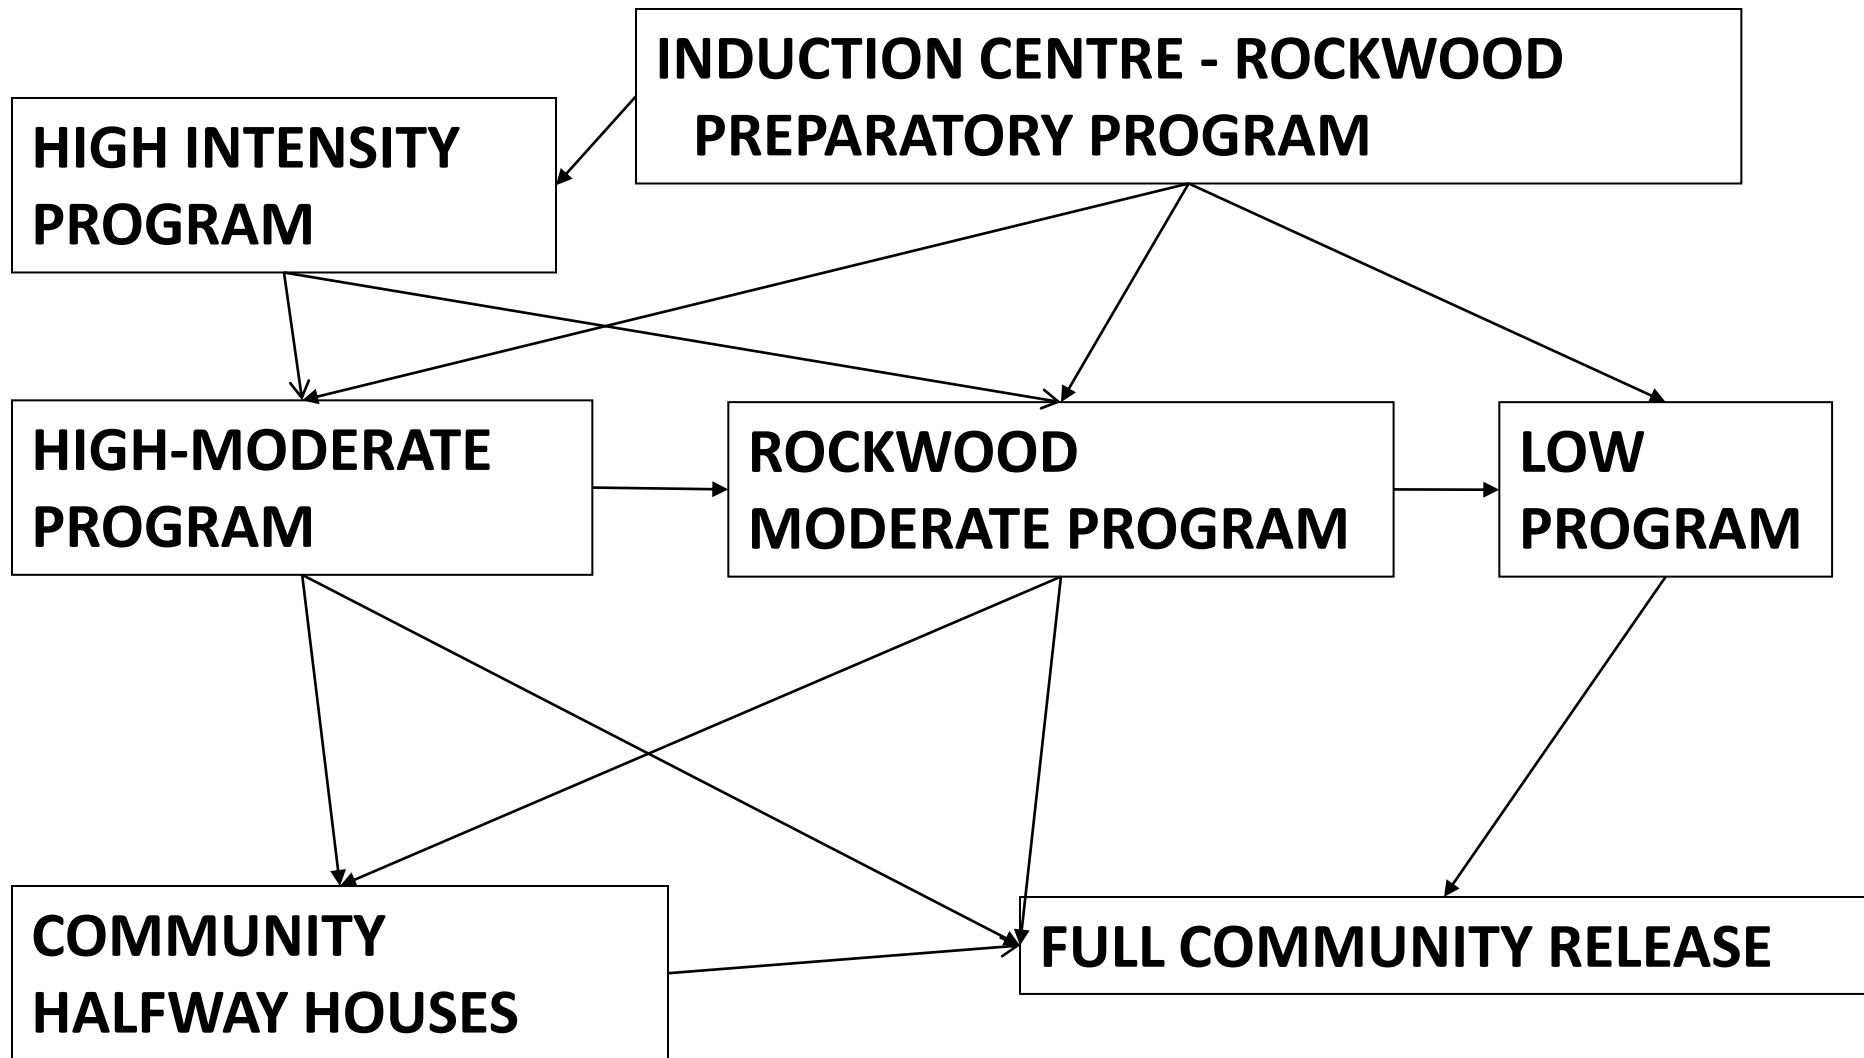 INDUCTION CENTRE - ROCKWOOD
PREPARATORY PROGRAM
HIGH INTENSITY
PROGRAM
HIGH-MODERATE
PROGRAM
ROCKWOOD
MODERATE PROGRAM
LOW
PROGRAM
COMMUNITY
HALFWAY HOUSES
FULL COMMUNITY RELEASE